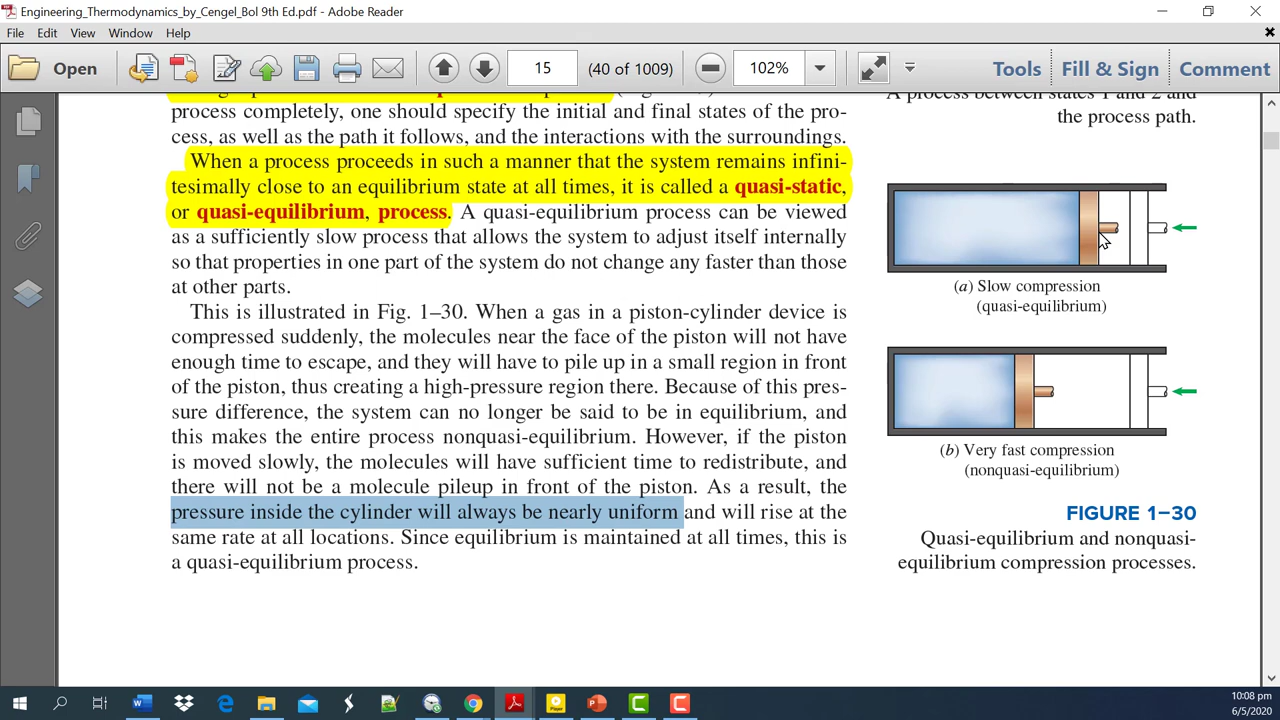 Engineering_Thermodynamics_by_Cengel_Bol 9th Ed.pdf - Adobe Reader
File Edit View Window Help
Open 15 (40 of 1009) 102% Tools Fill & Sign Comment
process completely, one should specify the initial and final states of the pro-
cess, as well as the path it follows, and the interactions with the surroundings.
When a process proceeds in such a manner that the system remains infini-
tesimally close to an equilibrium state at all times, it is called a quasi-static,
or quasi-equilibrium, process. A quasi-equilibrium process can be viewed
as a sufficiently slow process that allows the system to adjust itself internally
so that properties in one part of the system do not change any faster than those
at other parts.
This is illustrated in Fig. 1–30. When a gas in a piston-cylinder device is
compressed suddenly, the molecules near the face of the piston will not have
enough time to escape, and they will have to pile up in a small region in front
of the piston, thus creating a high-pressure region there. Because of this pres-
sure difference, the system can no longer be said to be in equilibrium, and
this makes the entire process nonquasi-equilibrium. However, if the piston
is moved slowly, the molecules will have sufficient time to redistribute, and
there will not be a molecule pileup in front of the piston. As a result, the
pressure inside the cylinder will always be nearly uniform and will rise at the
same rate at all locations. Since equilibrium is maintained at all times, this is
a quasi-equilibrium process.
A process between states 1 and 2 and
the process path.
(a) Slow compression
(quasi-equilibrium)
(b) Very fast compression
(nonquasi-equilibrium)
FIGURE 1–30
Quasi-equilibrium and nonquasi-
equilibrium compression processes.
10:08 pm
6/5/2020